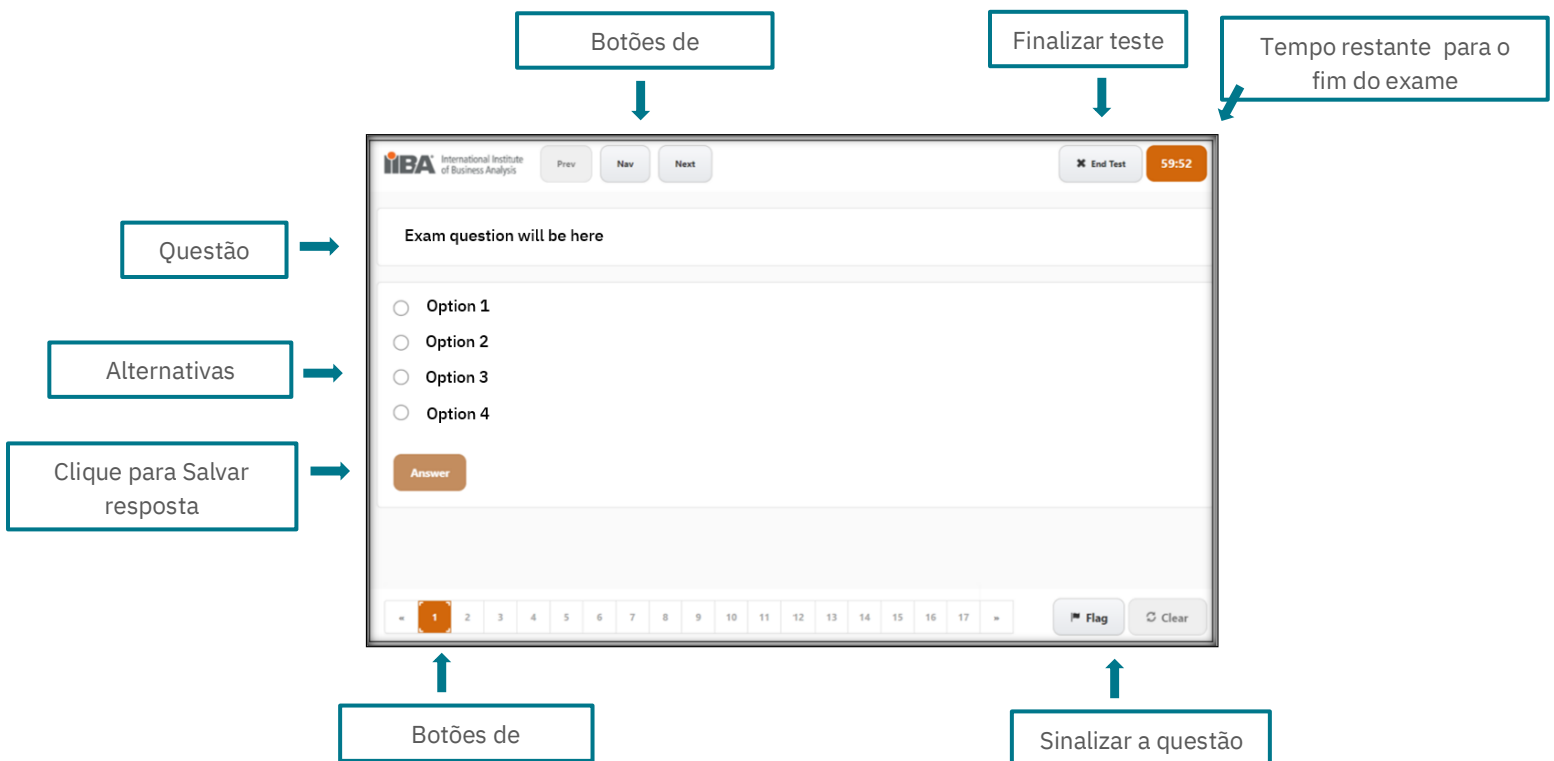 Botões de
Finalizar teste
Tempo restante para o
fim do exame
iiBA International Institute
of Business Analysis
Prev
Nav
Next
✖ End Test
59:52
Questão
Exam question will be here
Option 1
Option 2
Alternativas
Option 3
Option 4
Clique para Salvar
resposta
Answer
« 1 2 3 4 5 6 7 8 9 10 11 12 13 14 15 16 17 »
Flag
Clear
Botões de
Sinalizar a questão